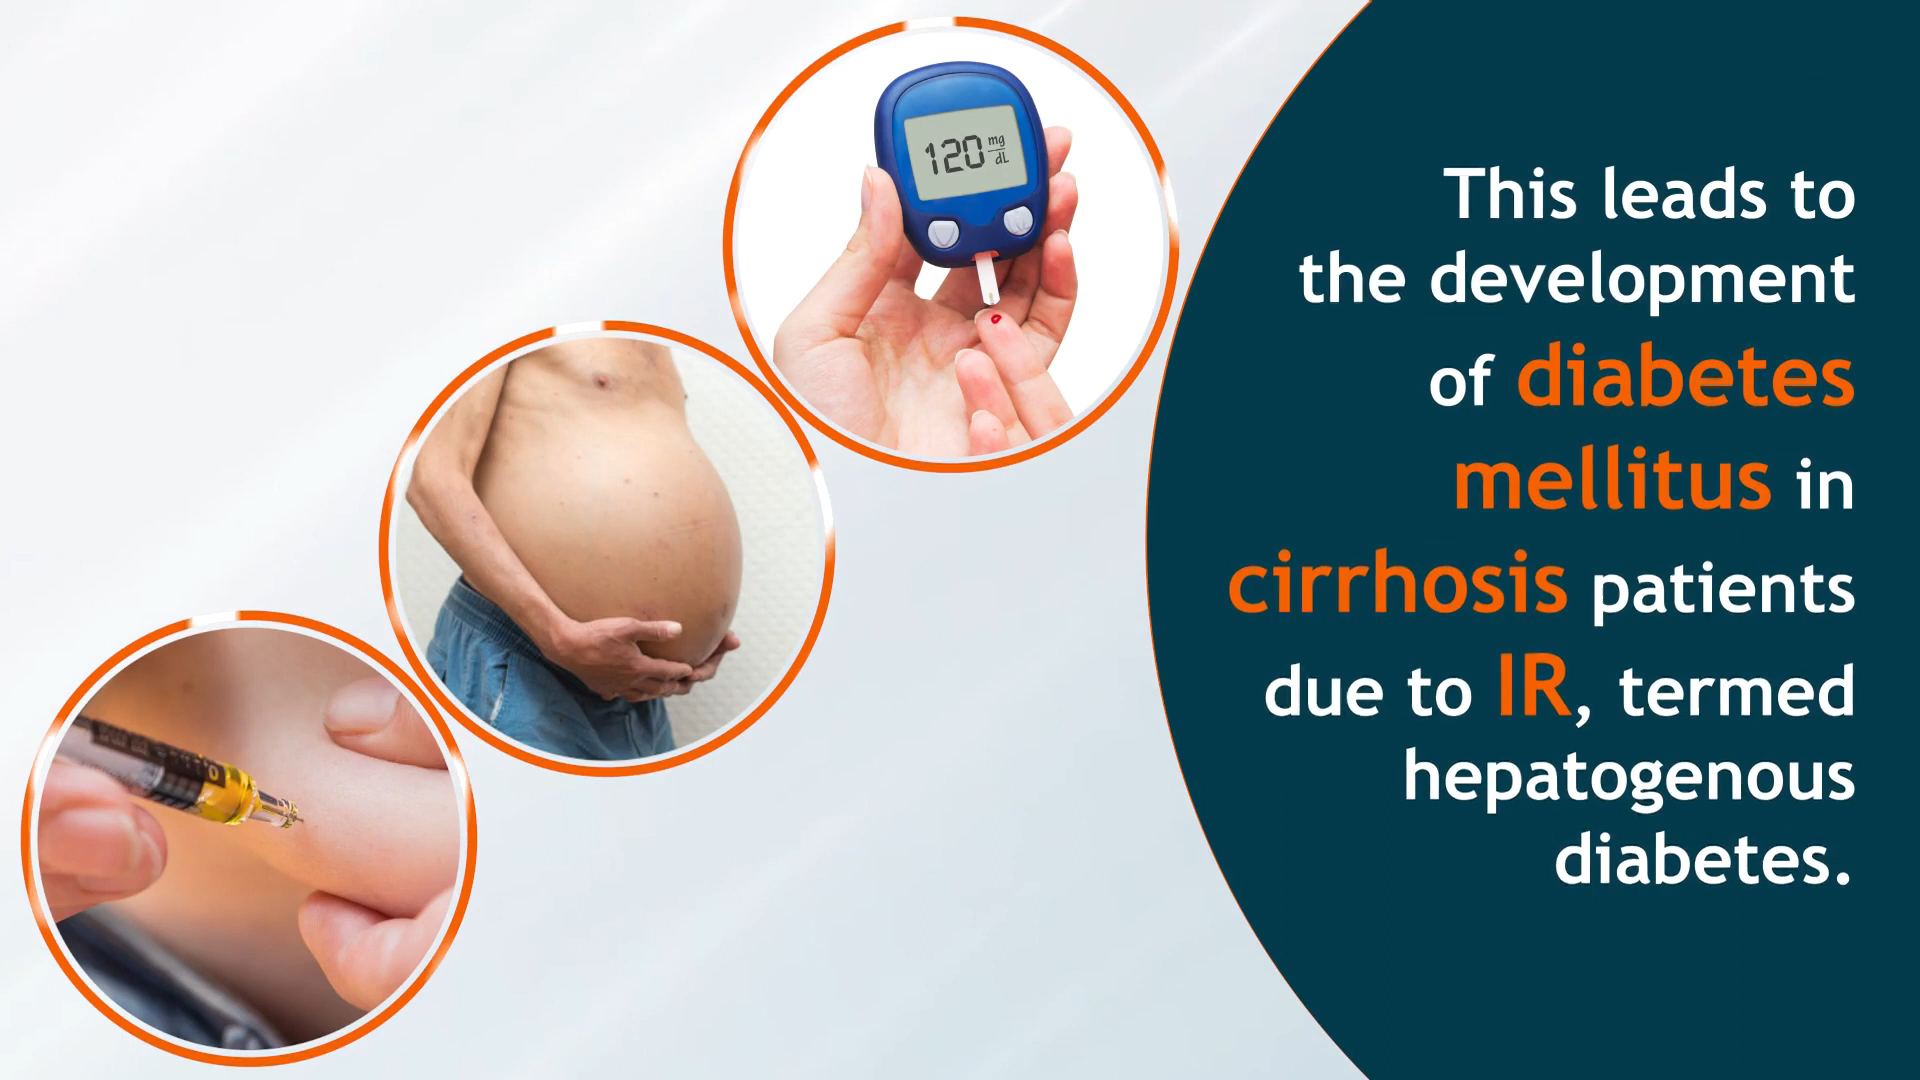 120 mg
dL
This leads to
the development
of diabetes
mellitus in
cirrhosis patients
due to IR, termed
hepatogenous
diabetes.